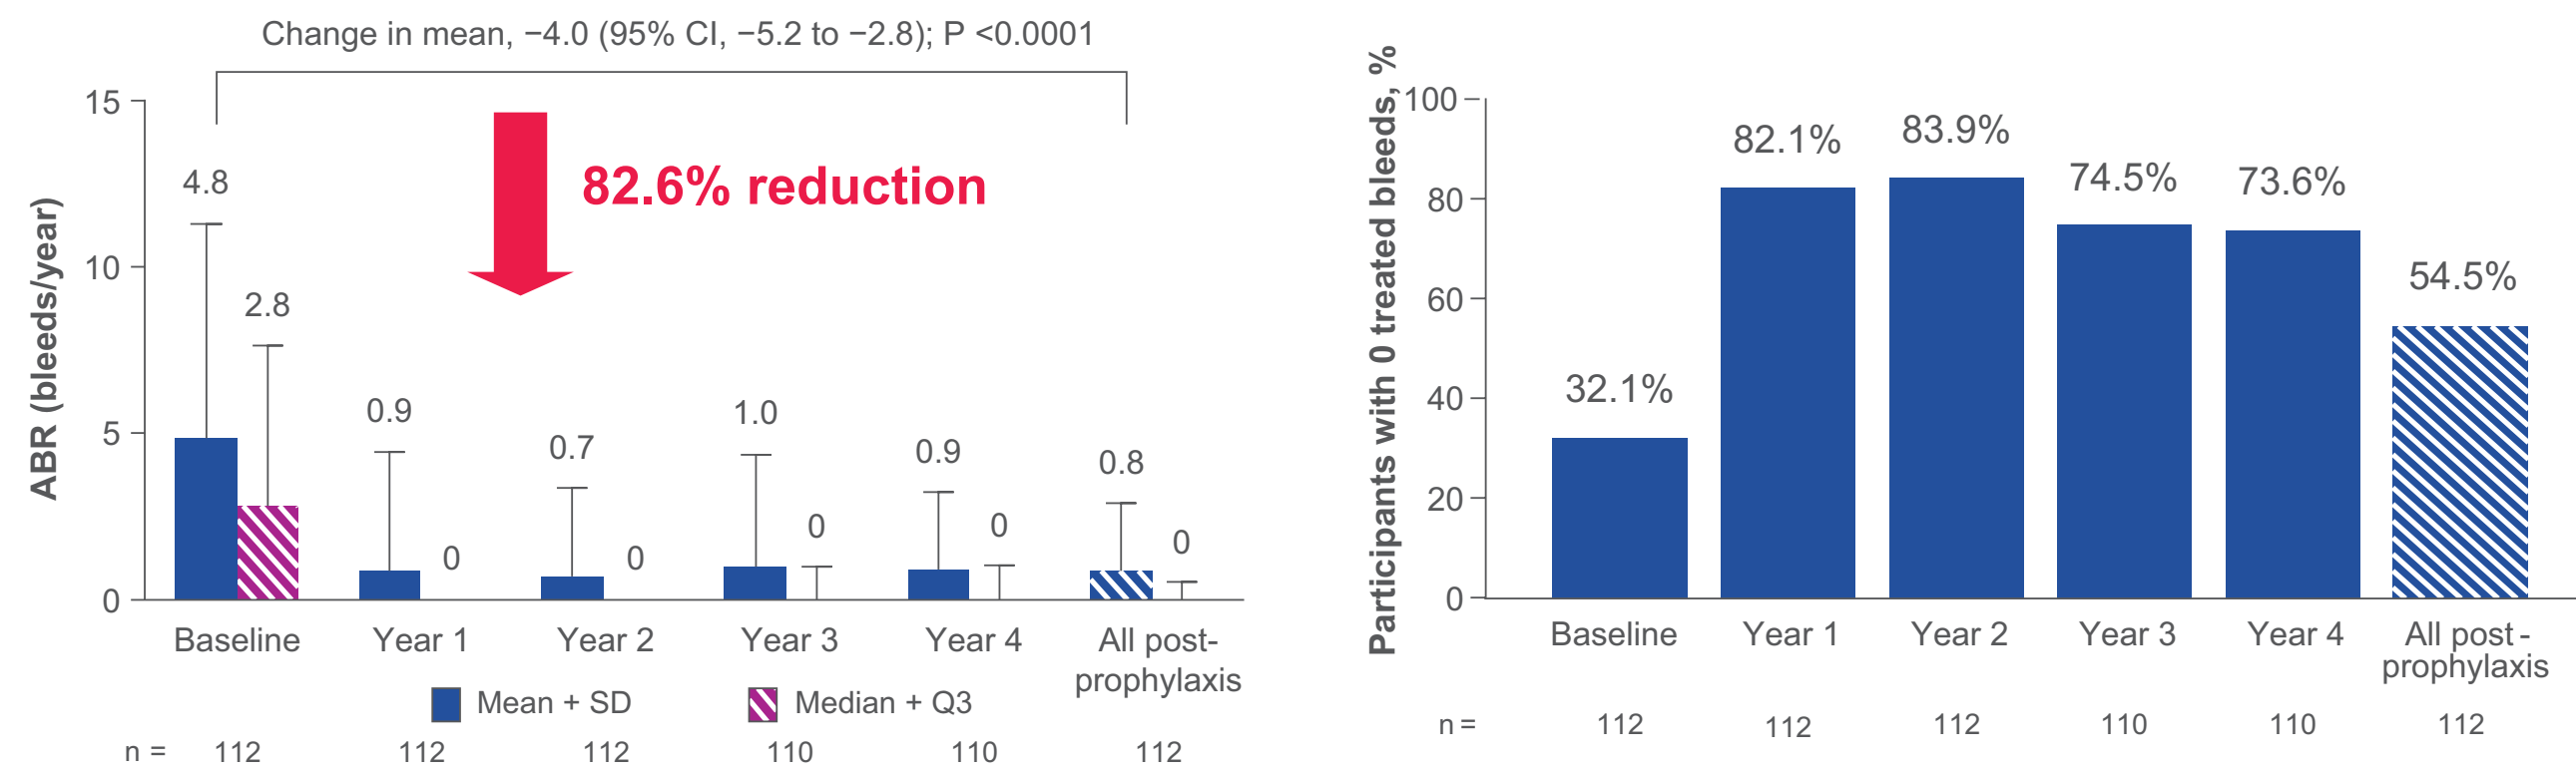 Change in mean, −4.0 (95% CI, −5.2 to −2.8); P <0.0001
82.6% reduction
ABR (bleeds/year)
15
10
5
0
4.8
2.8
0.9
0
0.7
0
1.0
0
0.9
0
0.8
0
Baseline
Year 1
Year 2
Year 3
Year 4
All post-
prophylaxis
Mean + SD
Median + Q3
n = 112 112 112 110 110 112
Participants with 0 treated bleeds, %
100
80
60
40
20
0
32.1%
82.1%
83.9%
74.5%
73.6%
54.5%
Baseline
Year 1
Year 2
Year 3
Year 4
All post-
prophylaxis
n = 112 112 112 110 110 112